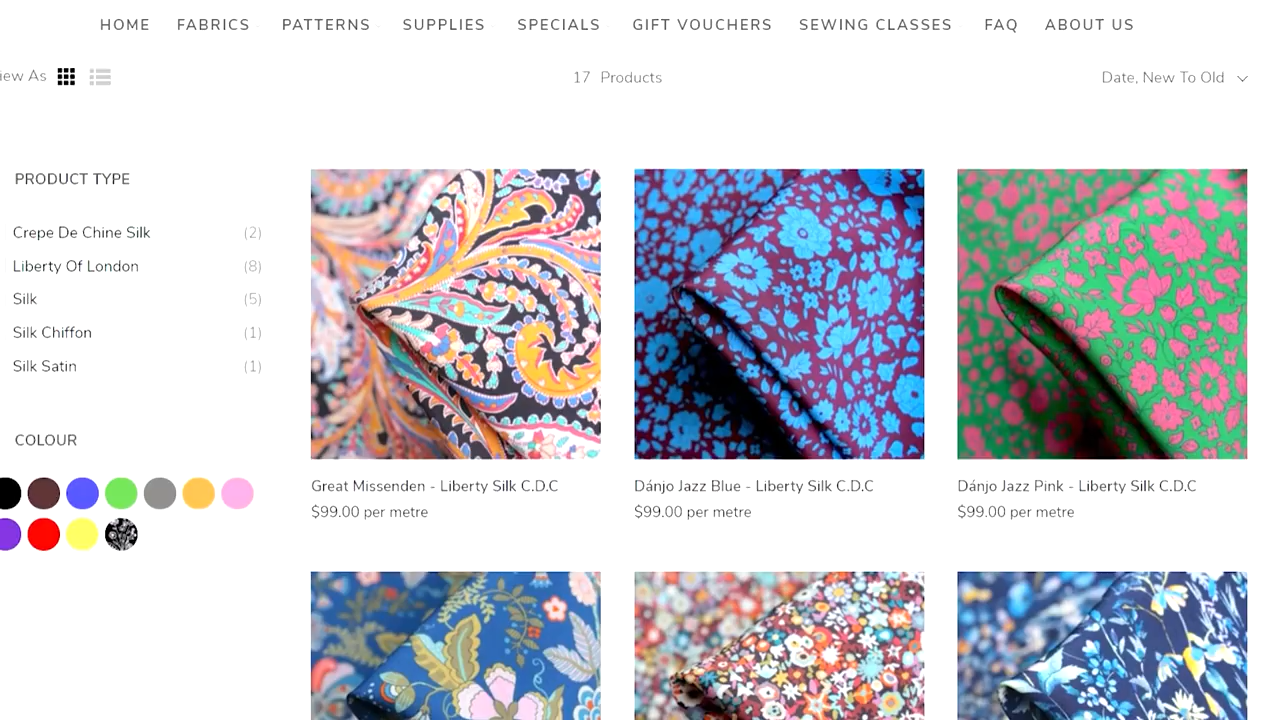 HOME FABRICS PATTERNS SUPPLIES SPECIALS GIFT VOUCHERS SEWING CLASSES FAQ ABOUT US
As
17 Products
Date, New To Old
PRODUCT TYPE
Crepe De Chine Silk (2)
Liberty Of London (8)
Silk (5)
Silk Chiffon (1)
Silk Satin (1)
COLOUR
Great Missenden - Liberty Silk C.D.C
$99.00 per metre
Dánjo Jazz Blue - Liberty Silk C.D.C
$99.00 per metre
Dánjo Jazz Pink - Liberty Silk C.D.C
$99.00 per metre